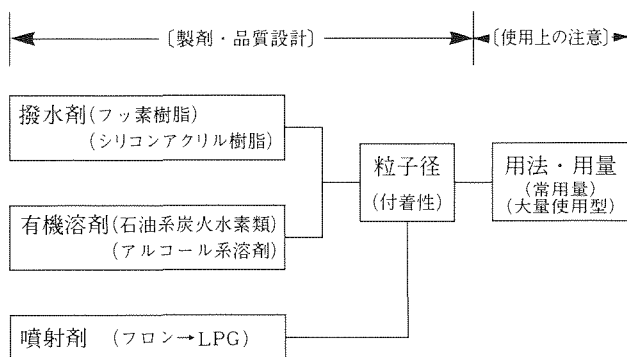 〔製剤・品質設計〕
〔使用上の注意〕
撥水剤(フッ素樹脂)
(シリコンアクリル樹脂)
粒子径
(付着性)
用法・用量
(常用量)
(大量使用型)
有機溶剤(石油系炭火水素類)
(アルコール系溶剤)
噴射剤 (フロン→LPG)